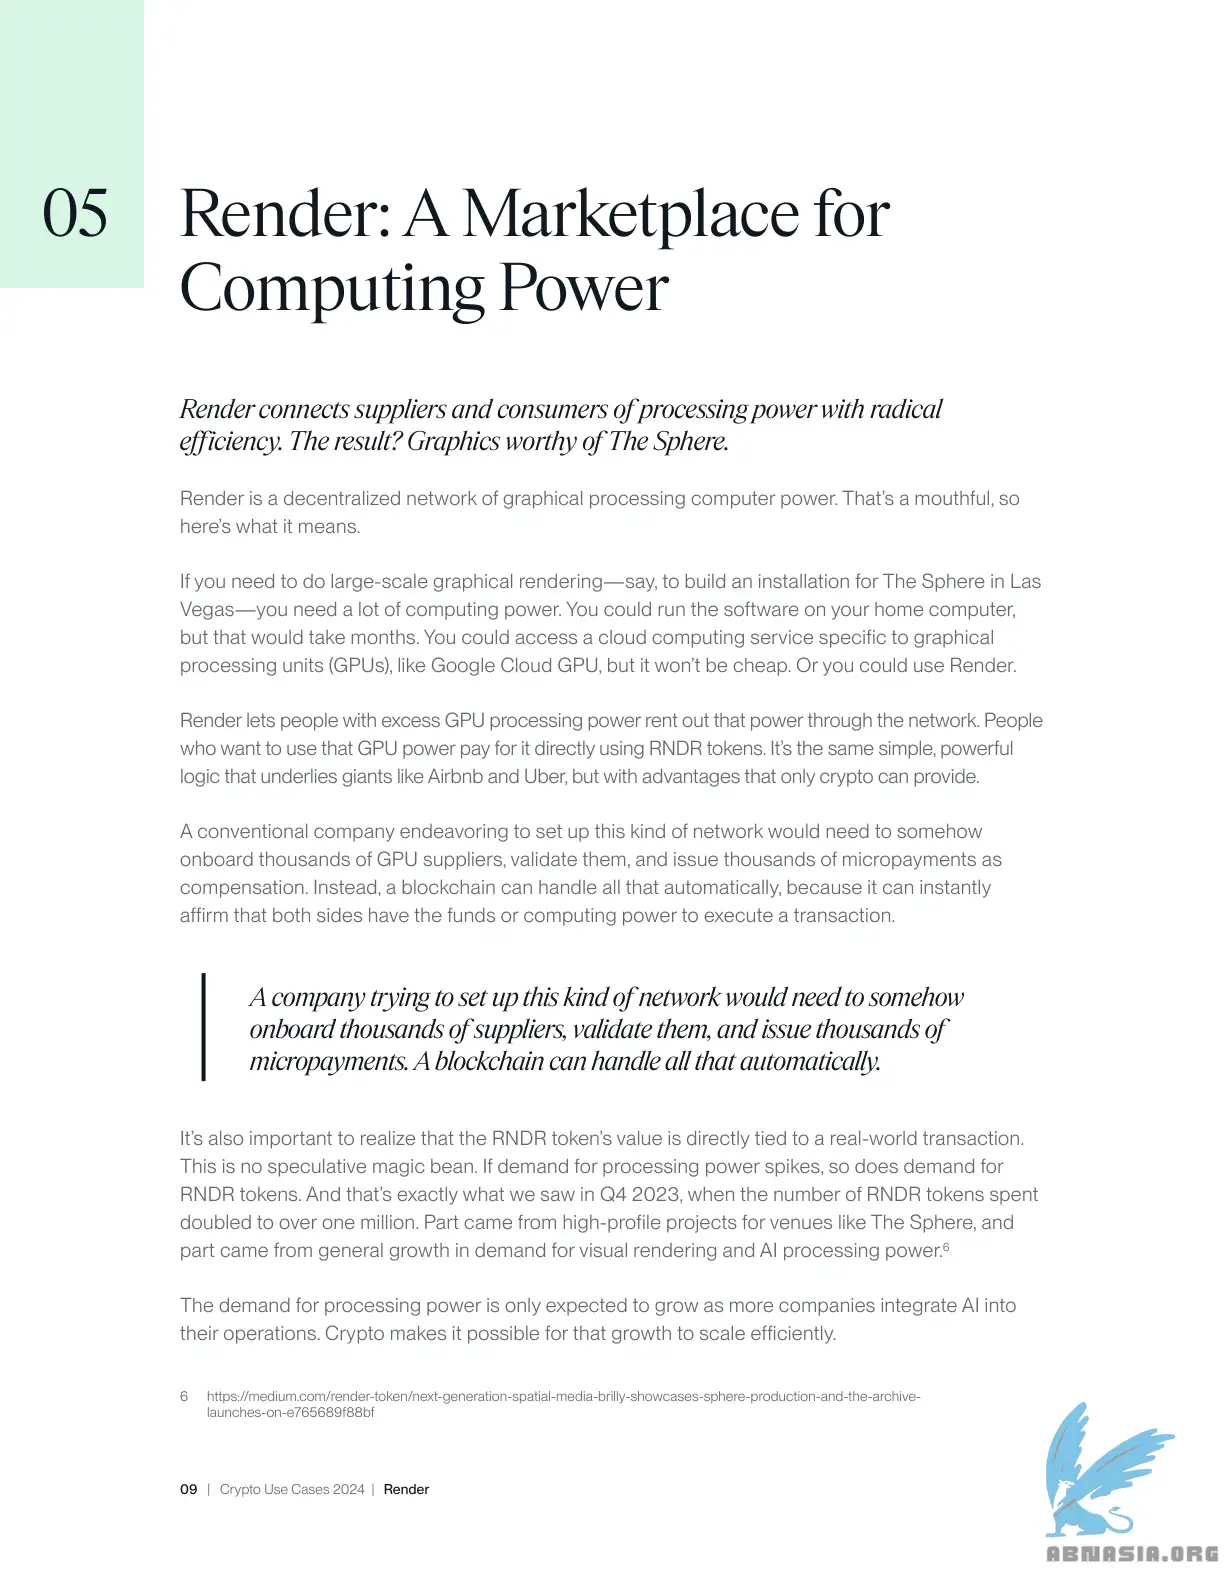 05
Render: A Marketplace for
Computing Power
Render connects suppliers and consumers of processing power with radical
efficiency. The result? Graphics worthy of The Sphere.
Render is a decentralized network of graphical processing computer power. That’s a mouthful, so
here’s what it means.
If you need to do large-scale graphical rendering—say, to build an installation for The Sphere in Las
Vegas—you need a lot of computing power. You could run the software on your home computer,
but that would take months. You could access a cloud computing service specific to graphical
processing units (GPUs), like Google Cloud GPU, but it won’t be cheap. Or you could use Render.
Render lets people with excess GPU processing power rent out that power through the network. People
who want to use that GPU power pay for it directly using RNDR tokens. It’s the same simple, powerful
logic that underlies giants like Airbnb and Uber, but with advantages that only crypto can provide.
A conventional company endeavoring to set up this kind of network would need to somehow
onboard thousands of GPU suppliers, validate them, and issue thousands of micropayments as
compensation. Instead, a blockchain can handle all that automatically, because it can instantly
affirm that both sides have the funds or computing power to execute a transaction.
A company trying to set up this kind of network would need to somehow
onboard thousands of suppliers, validate them, and issue thousands of
micropayments. A blockchain can handle all that automatically.
It’s also important to realize that the RNDR token’s value is directly tied to a real-world transaction.
This is no speculative magic bean. If demand for processing power spikes, so does demand for
RNDR tokens. And that’s exactly what we saw in Q4 2023, when the number of RNDR tokens spent
doubled to over one million. Part came from high-profile projects for venues like The Sphere, and
part came from general growth in demand for visual rendering and AI processing power.6
The demand for processing power is only expected to grow as more companies integrate AI into
their operations. Crypto makes it possible for that growth to scale efficiently.
6 https://medium.com/render-token/next-generation-spatial-media-brilly-showcases-sphere-production-and-the-archive-
launches-on-e765689f88bf
09 | Crypto Use Cases 2024 | Render
ABNASIA.ORG